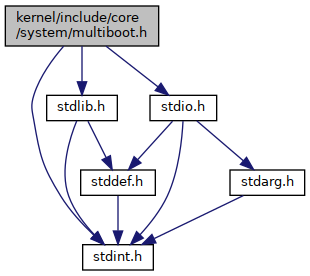 kernel/include/core
/system/multiboot.h
stdlib.h
stdio.h
stddef.h
stdarg.h
stdint.h